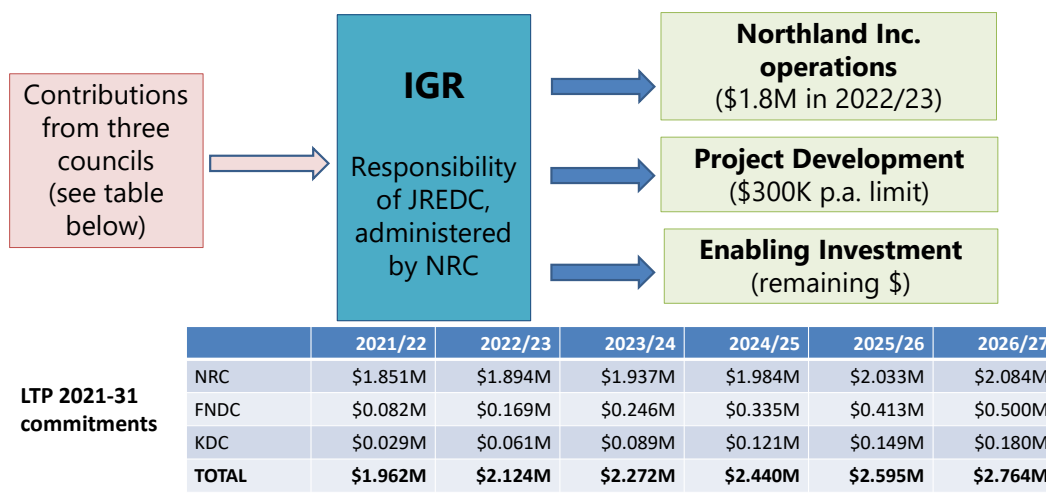 Contributions
from three
councils
(see table
below)
IGR
Responsibility
of JREDC,
administered
by NRC
Northland Inc.
operations
($1.8M in 2022/23)
Project Development
($300K p.a. limit)
Enabling Investment
(remaining $)
LTP 2021-31
commitments
2021/22 2022/23 2023/24 2024/25 2025/26 2026/27
NRC $1.851M $1.894M $1.937M $1.984M $2.033M $2.084M
FNDC $0.082M $0.169M $0.246M $0.335M $0.413M $0.500M
KDC $0.029M $0.061M $0.089M $0.121M $0.149M $0.180M
TOTAL $1.962M $2.124M $2.272M $2.440M $2.595M $2.764M